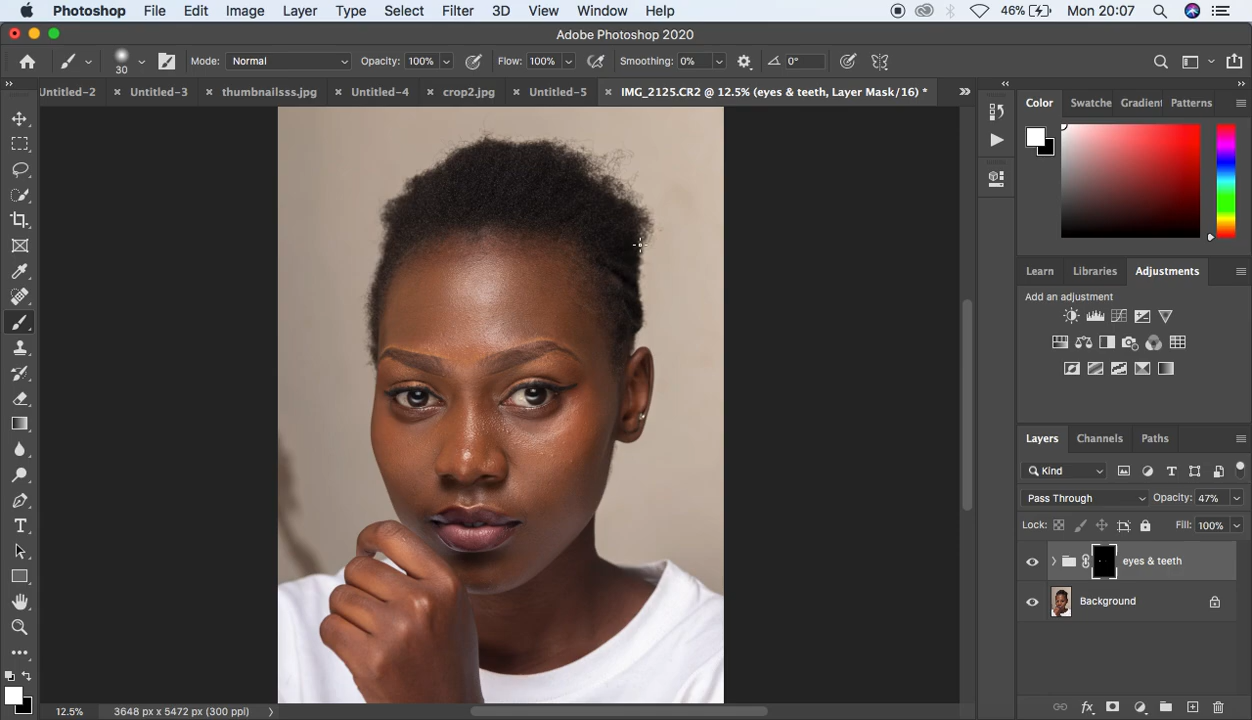 Photoshop File Edit Image Layer Type Select Filter 3D View Window Help 46% Mon 20:07
Adobe Photoshop 2020
30 Mode: Normal Opacity: 100% Flow: 100% Smoothing: 0% 0°
Untitled-2 Untitled-3 thumbnailsss.jpg Untitled-4 crop2.jpg Untitled-5 IMG_2125.CR2 @ 12.5% (eyes & teeth, Layer Mask/16) *
Color Swatche Gradient Patterns
Learn Libraries Adjustments
Add an adjustment
Layers Channels Paths
Kind
Pass Through Opacity: 47%
Lock: Fill: 100%
eyes & teeth
Background
12.5% 3648 px x 5472 px (300 ppi)